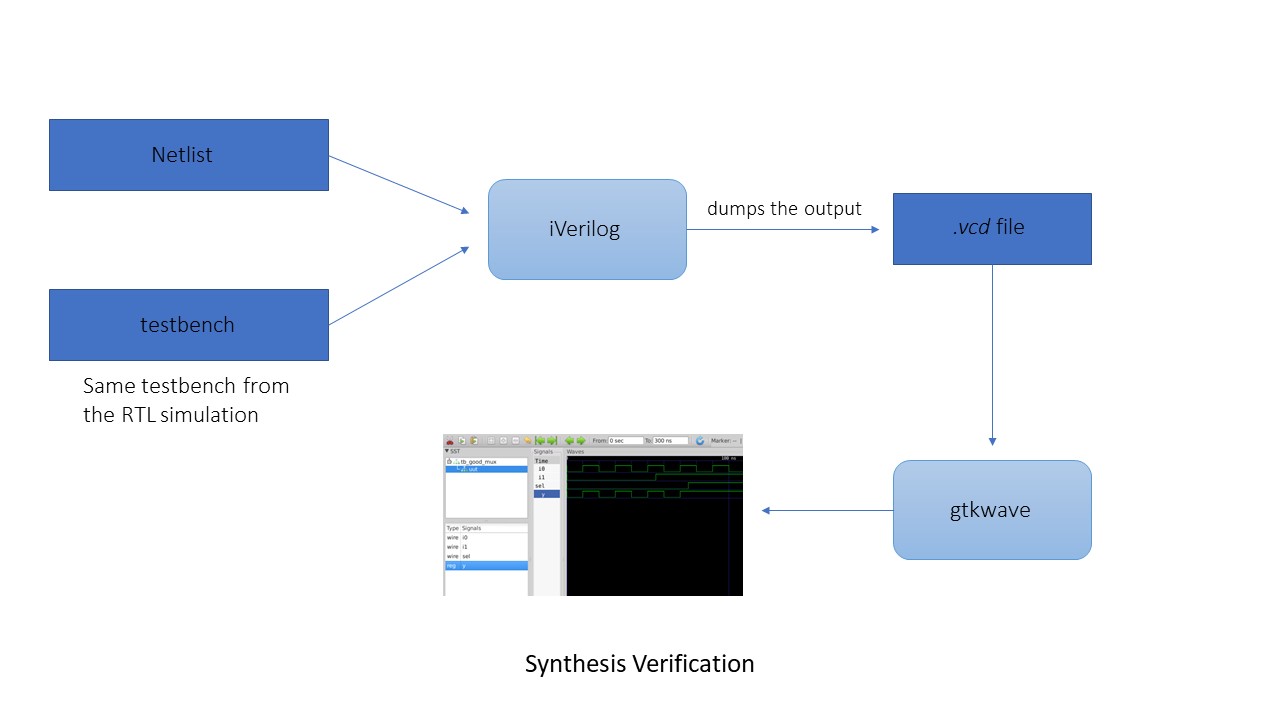 Netlist
iVerilog
dumps the output
.vcd file
testbench
Same testbench from
the RTL simulation
From: 0 sec To: 300 ns Marker: --
SST
Signals
Waves
tb_good_mux
uut
Time
i0
i1
sel
y
100 ns
Type Signals
wire i0
wire i1
wire sel
reg y
gtkwave
Synthesis Verification